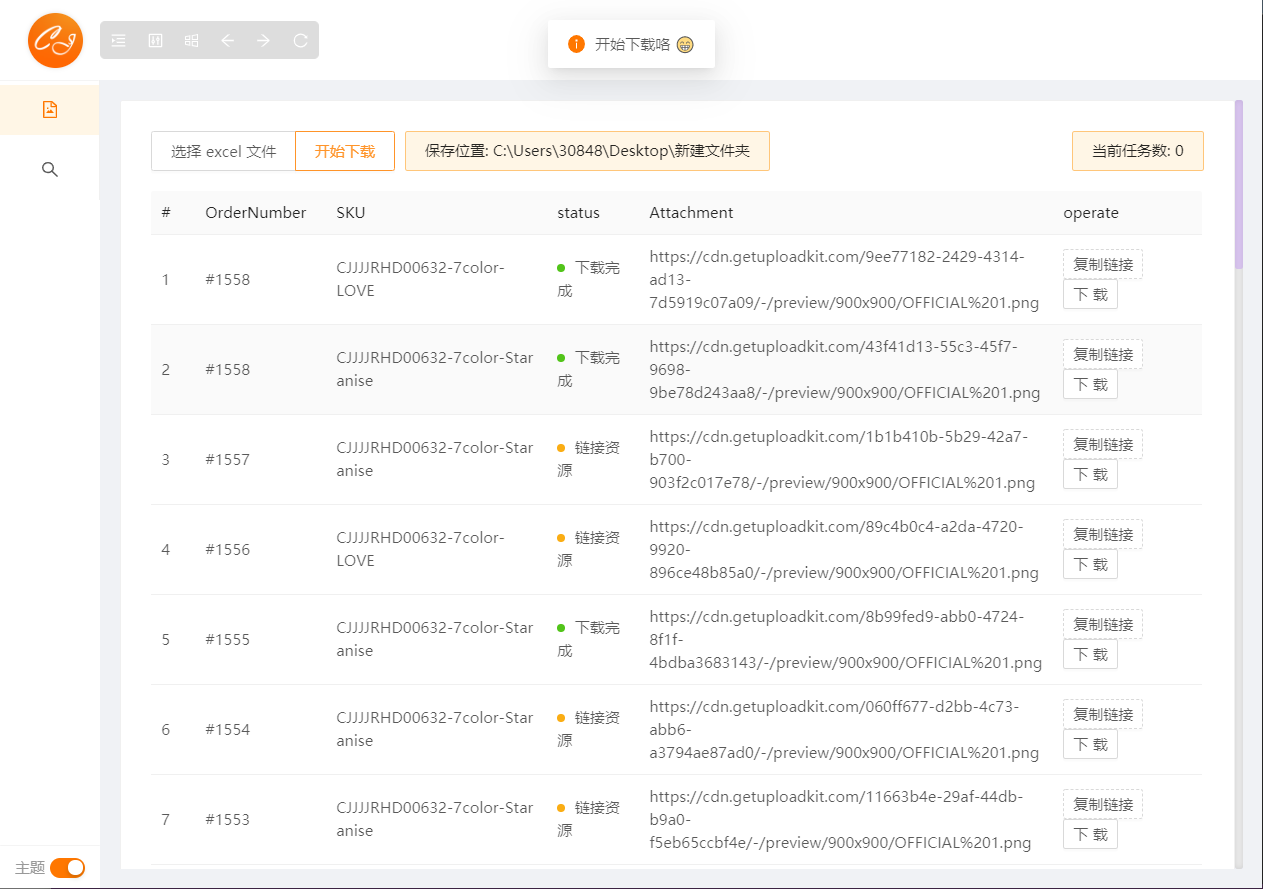 开始下载咯 😁
选择 excel 文件 开始下载 保存位置: C:\Users\30848\Desktop\新建文件夹 当前任务数: 0
# OrderNumber SKU status Attachment operate
1 #1558 CJJJJRHD00632-7color-LOVE 下载完成 https://cdn.getuploadkit.com/9ee77182-2429-4314-ad13-7d5919c07a09/-/preview/900x900/OFFICIAL%201.png 复制链接 下 载
2 #1558 CJJJJRHD00632-7color-Staranise 下载完成 https://cdn.getuploadkit.com/43f41d13-55c3-45f7-9698-9be78d243aa8/-/preview/900x900/OFFICIAL%201.png 复制链接 下 载
3 #1557 CJJJJRHD00632-7color-Staranise 链接资源 https://cdn.getuploadkit.com/1b1b410b-5b29-42a7-b700-903f2c017e78/-/preview/900x900/OFFICIAL%201.png 复制链接 下 载
4 #1556 CJJJJRHD00632-7color-LOVE 链接资源 https://cdn.getuploadkit.com/89c4b0c4-a2da-4720-9920-896ce48b85a0/-/preview/900x900/OFFICIAL%201.png 复制链接 下 载
5 #1555 CJJJJRHD00632-7color-Staranise 下载完成 https://cdn.getuploadkit.com/8b99fed9-abb0-4724-8f1f-4bdba3683143/-/preview/900x900/OFFICIAL%201.png 复制链接 下 载
6 #1554 CJJJJRHD00632-7color-Staranise 链接资源 https://cdn.getuploadkit.com/060ff677-d2bb-4c73-abb6-a3794ae87ad0/-/preview/900x900/OFFICIAL%201.png 复制链接 下 载
7 #1553 CJJJJRHD00632-7color-Staranise 链接资源 https://cdn.getuploadkit.com/11663b4e-29af-44db-b9a0-f5eb65ccbf4e/-/preview/900x900/OFFICIAL%201.png 复制链接 下 载
主题